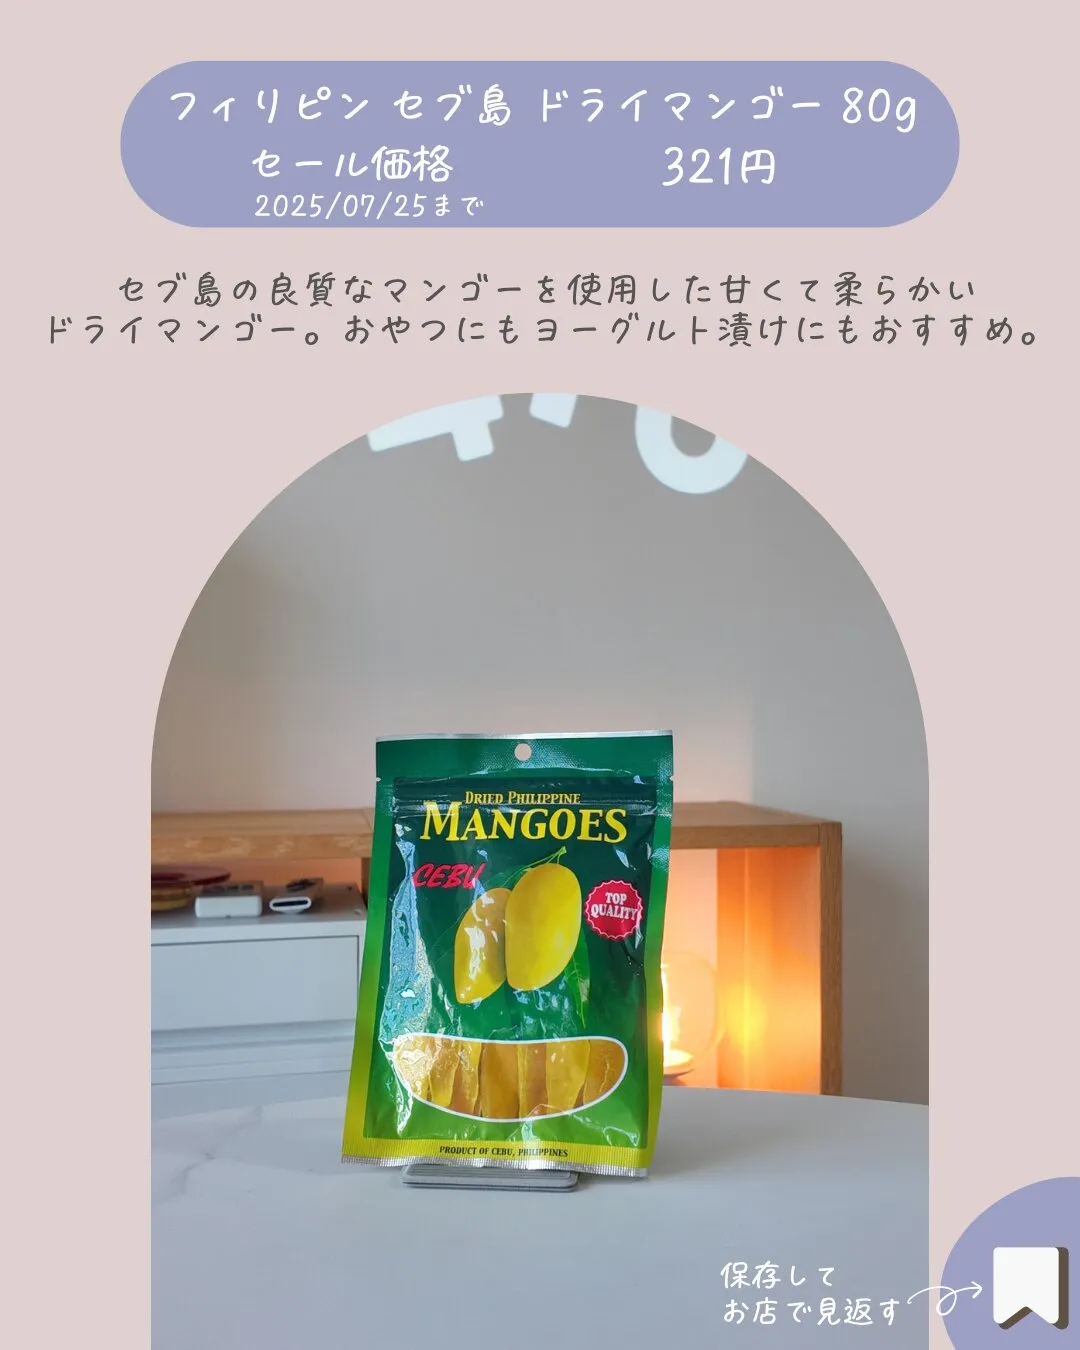 フィリピン セブ島 ドライマンゴー 80g
セール価格 321円
2025/07/25まで
セブ島の良質なマンゴーを使用した甘くて柔らかい
ドライマンゴー。おやつにもヨーグルト漬けにもおすすめ。
DRIED PHILIPPINE
MANGOES
CEBU
TOP
QUALITY
PRODUCT OF CEBU, PHILIPPINES
保存して
お店で見返す